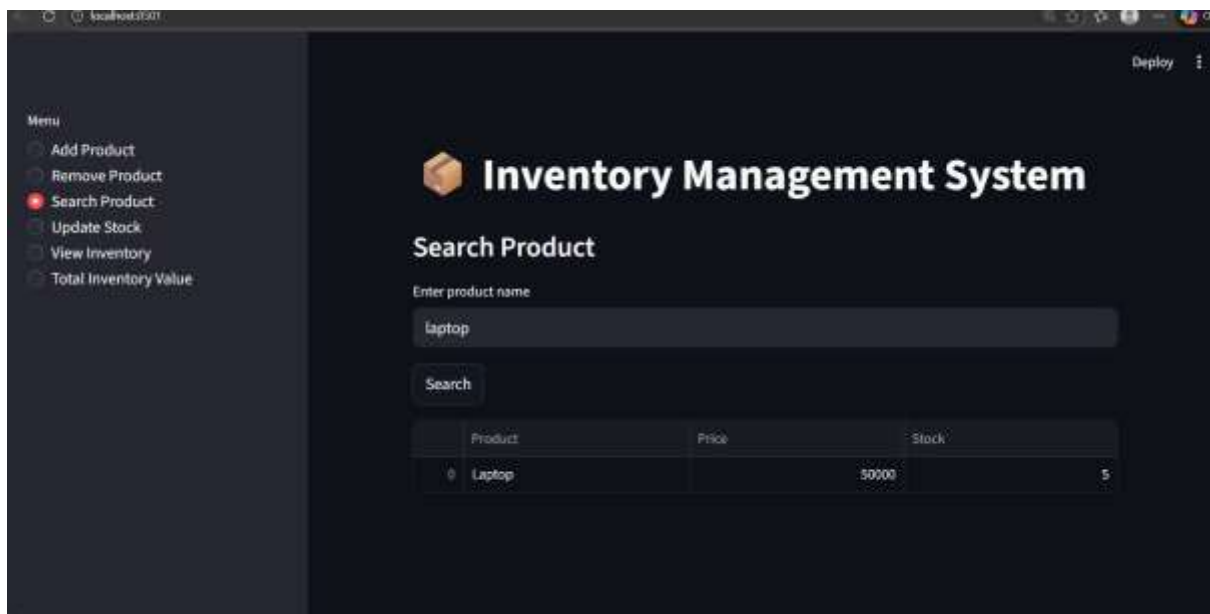 Deploy
Menu
Add Product
Remove Product
Search Product
Update Stock
View Inventory
Total Inventory Value
Inventory Management System
Search Product
Enter product name
laptop
Search
Product Price Stock
0 Laptop 50000 5